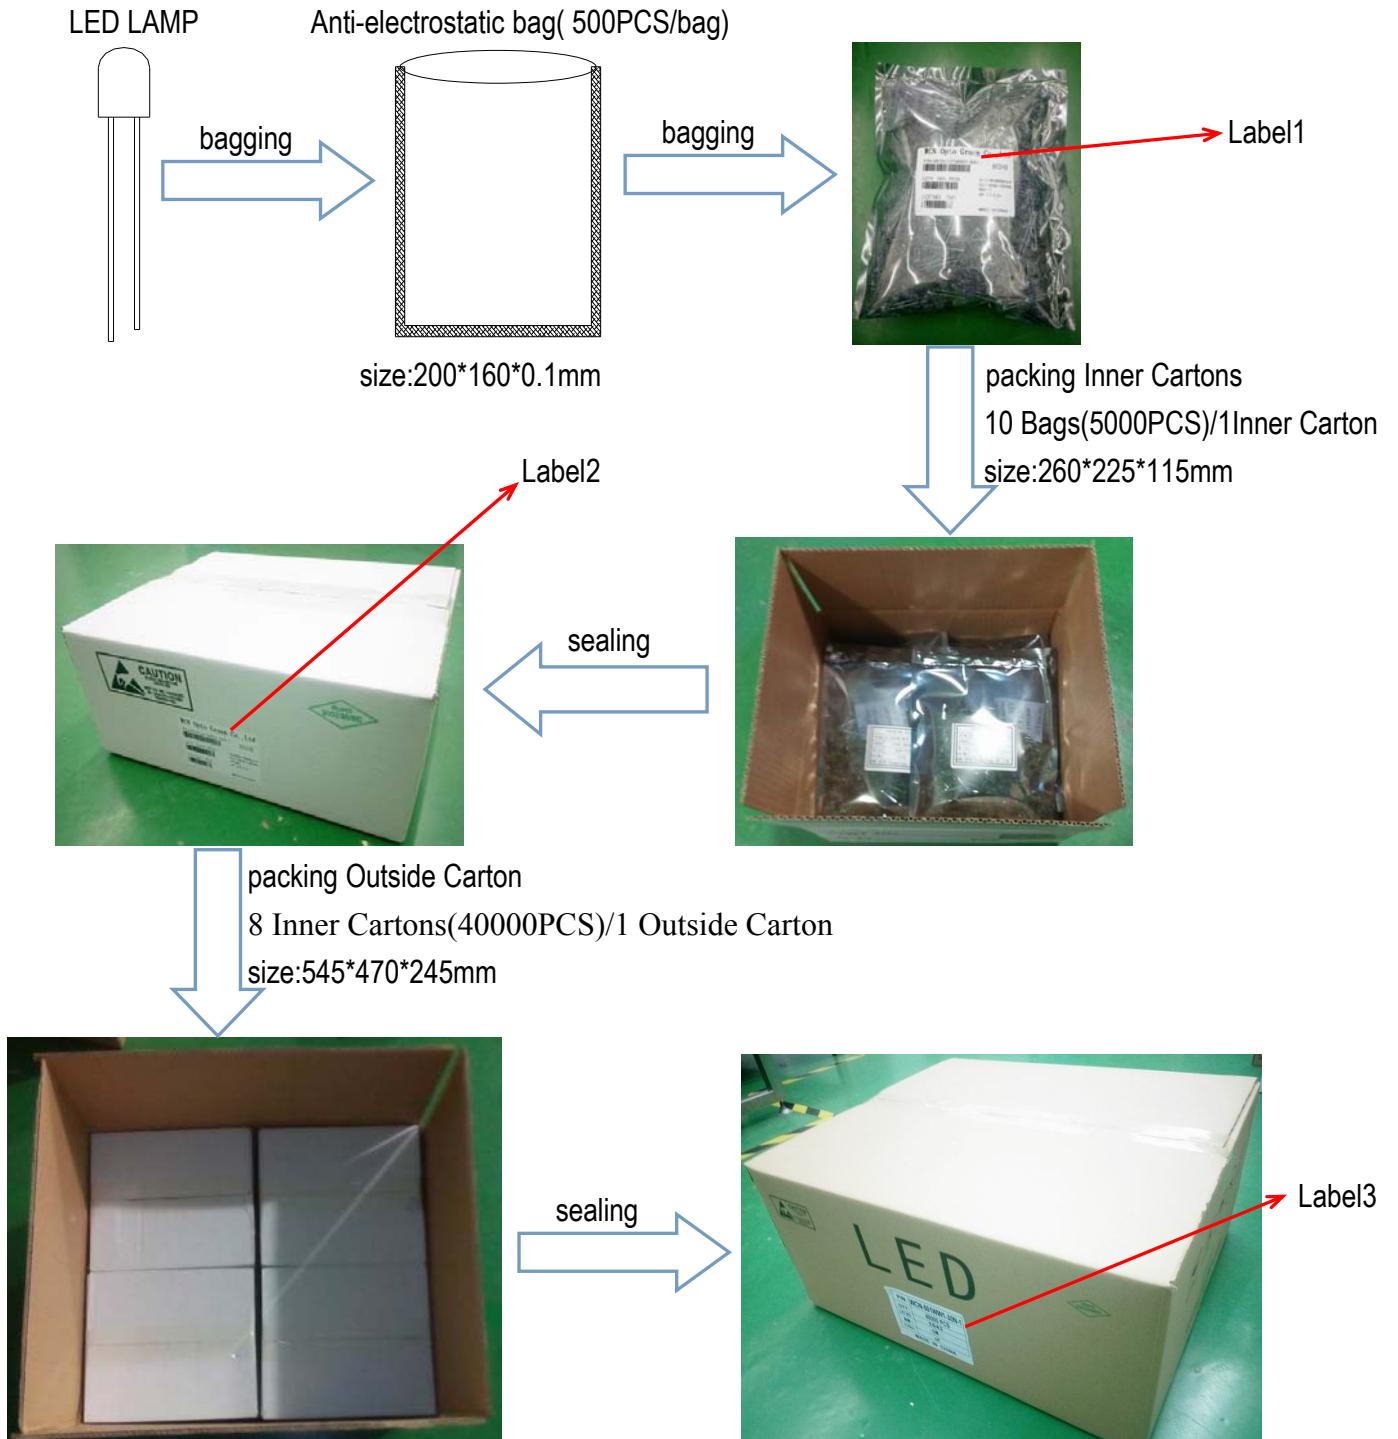 LED LAMP
Anti-electrostatic bag( 500PCS/bag)
bagging
bagging
Label1
size:200*160*0.1mm
packing Inner Cartons
10 Bags(5000PCS)/1Inner Carton
size:260*225*115mm
Label2
sealing
CAUTION
packing Outside Carton
8 Inner Cartons(40000PCS)/1 Outside Carton
size:545*470*245mm
sealing
Label3
LED